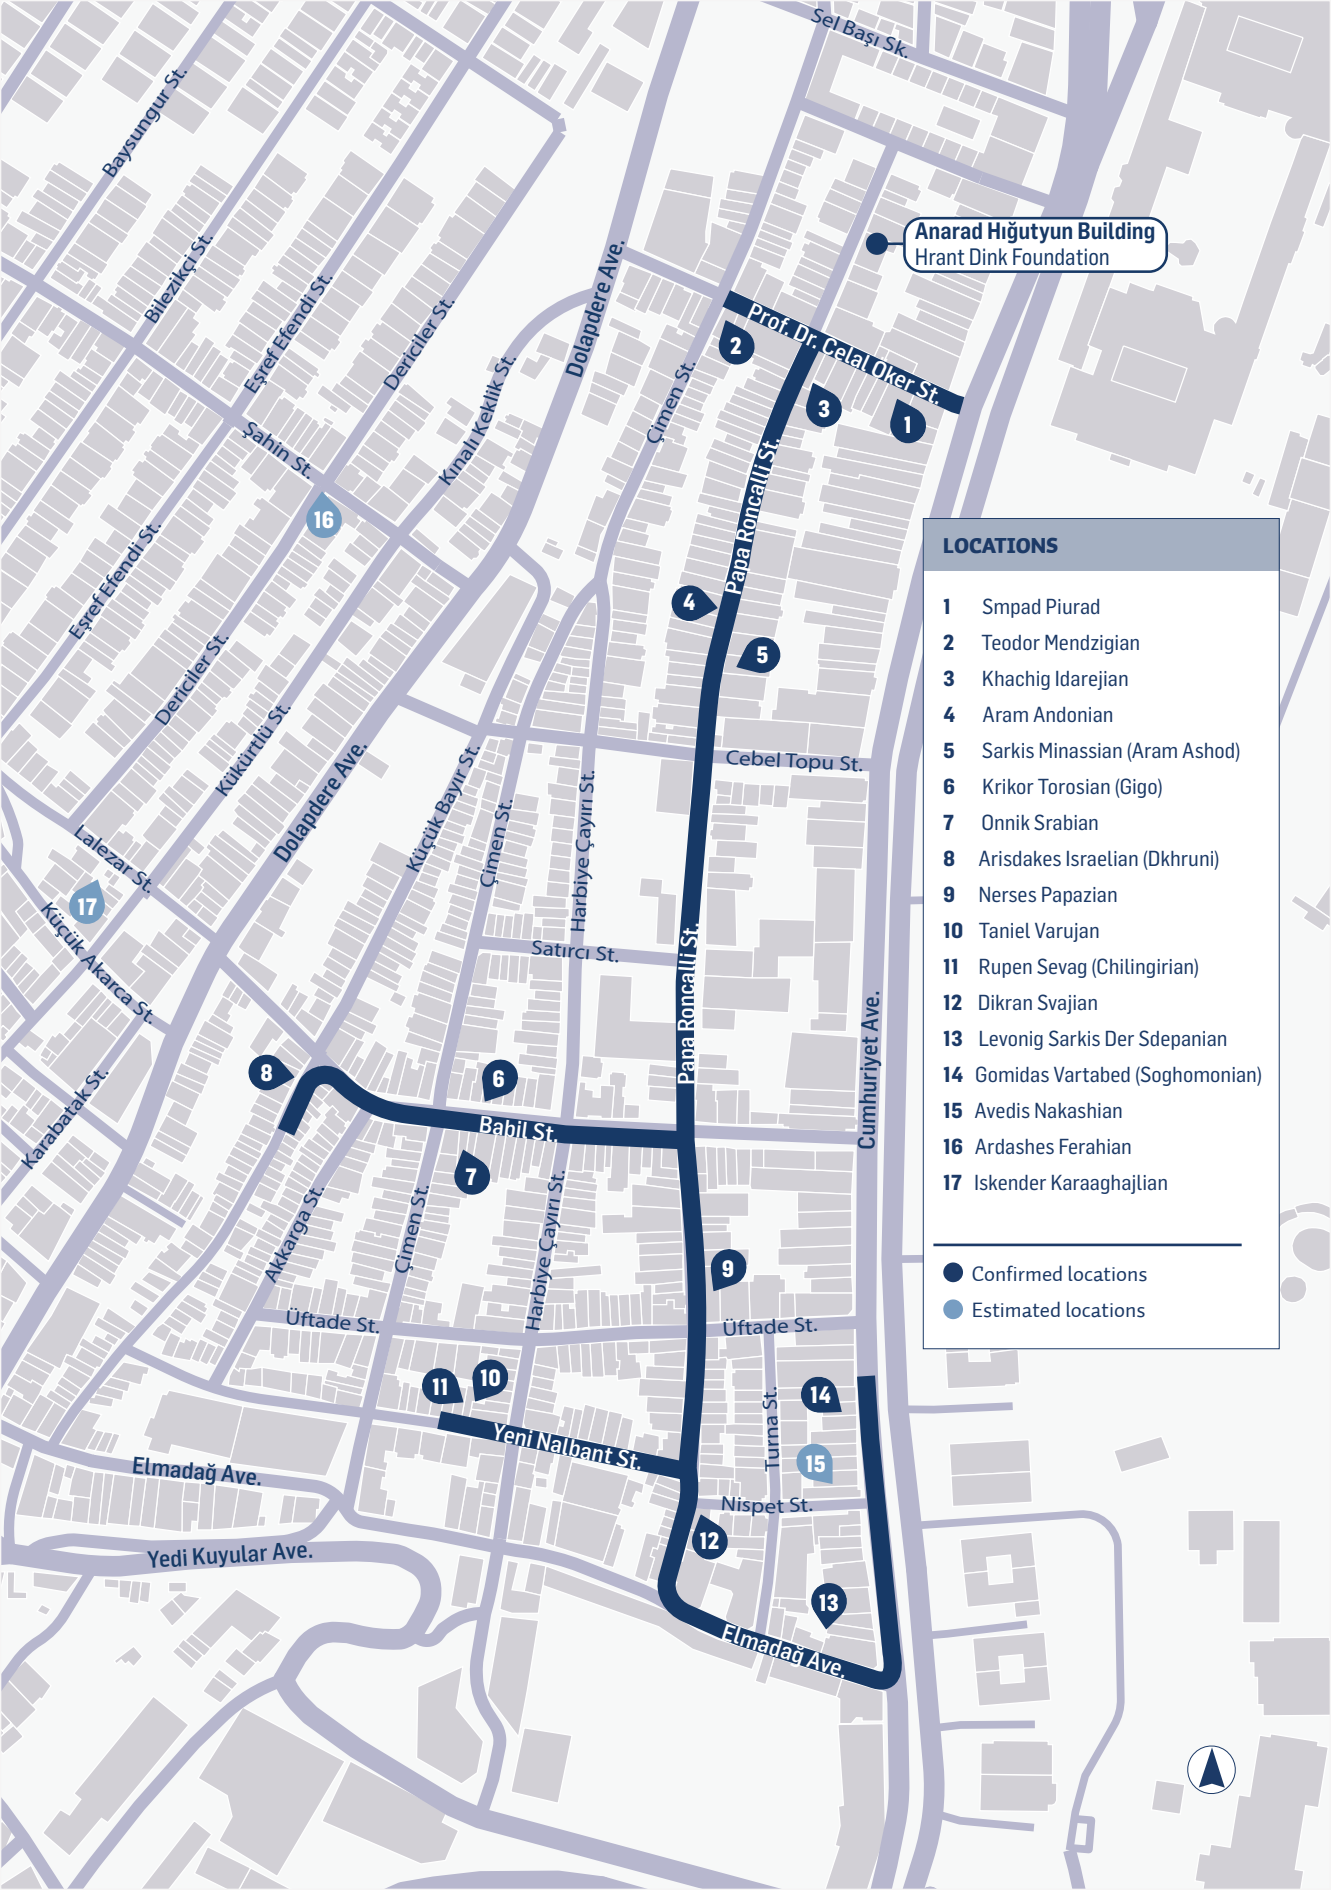 Sel Başı Sk.
Baysungur St.
Anarad Hığutyun Building
Hrant Dink Foundation
Bilezikçi St.
Dolapdere Ave.
Eşref Efendi St.
Dericiler St.
Prof. Dr. Celal Oker St.
2
Kınalı Keklik St.
Çimen St.
3
1
Şahin St.
Papa Roncalli St.
16
Eşref Efendi St.
4
5
Dericiler St.
Kükürtlü St.
Cebel Topu St.
Dolapdere Ave.
Küçük Bayır St.
Çimen St.
Harbiye Çayırı St.
Lalezar St.
17
Küçük Akarca St.
Satırcı St.
Papa Roncalli St.
Cumhuriyet Ave.
8
6
Karabatak St.
Babil St.
7
Akkarga St.
Çimen St.
Harbiye Çayırı St.
9
Üftade St.
Üftade St.
11
10
14
Turna St.
Yeni Nalbant St.
15
Elmadağ Ave.
Nispet St.
12
Yedi Kuyular Ave.
13
Elmadağ Ave.
LOCATIONS
1 Smpad Piurad
2 Teodor Mendzigian
3 Khachig Idarejian
4 Aram Andonian
5 Sarkis Minassian (Aram Ashod)
6 Krikor Torosian (Gigo)
7 Onnik Srabian
8 Arisdakes Israelian (Dkhruni)
9 Nerses Papazian
10 Taniel Varujan
11 Rupen Sevag (Chilingirian)
12 Dikran Svajian
13 Levonig Sarkis Der Sdepanian
14 Gomidas Vartabed (Soghomonian)
15 Avedis Nakashian
16 Ardashes Ferahian
17 Iskender Karaaghajlian
Confirmed locations
Estimated locations